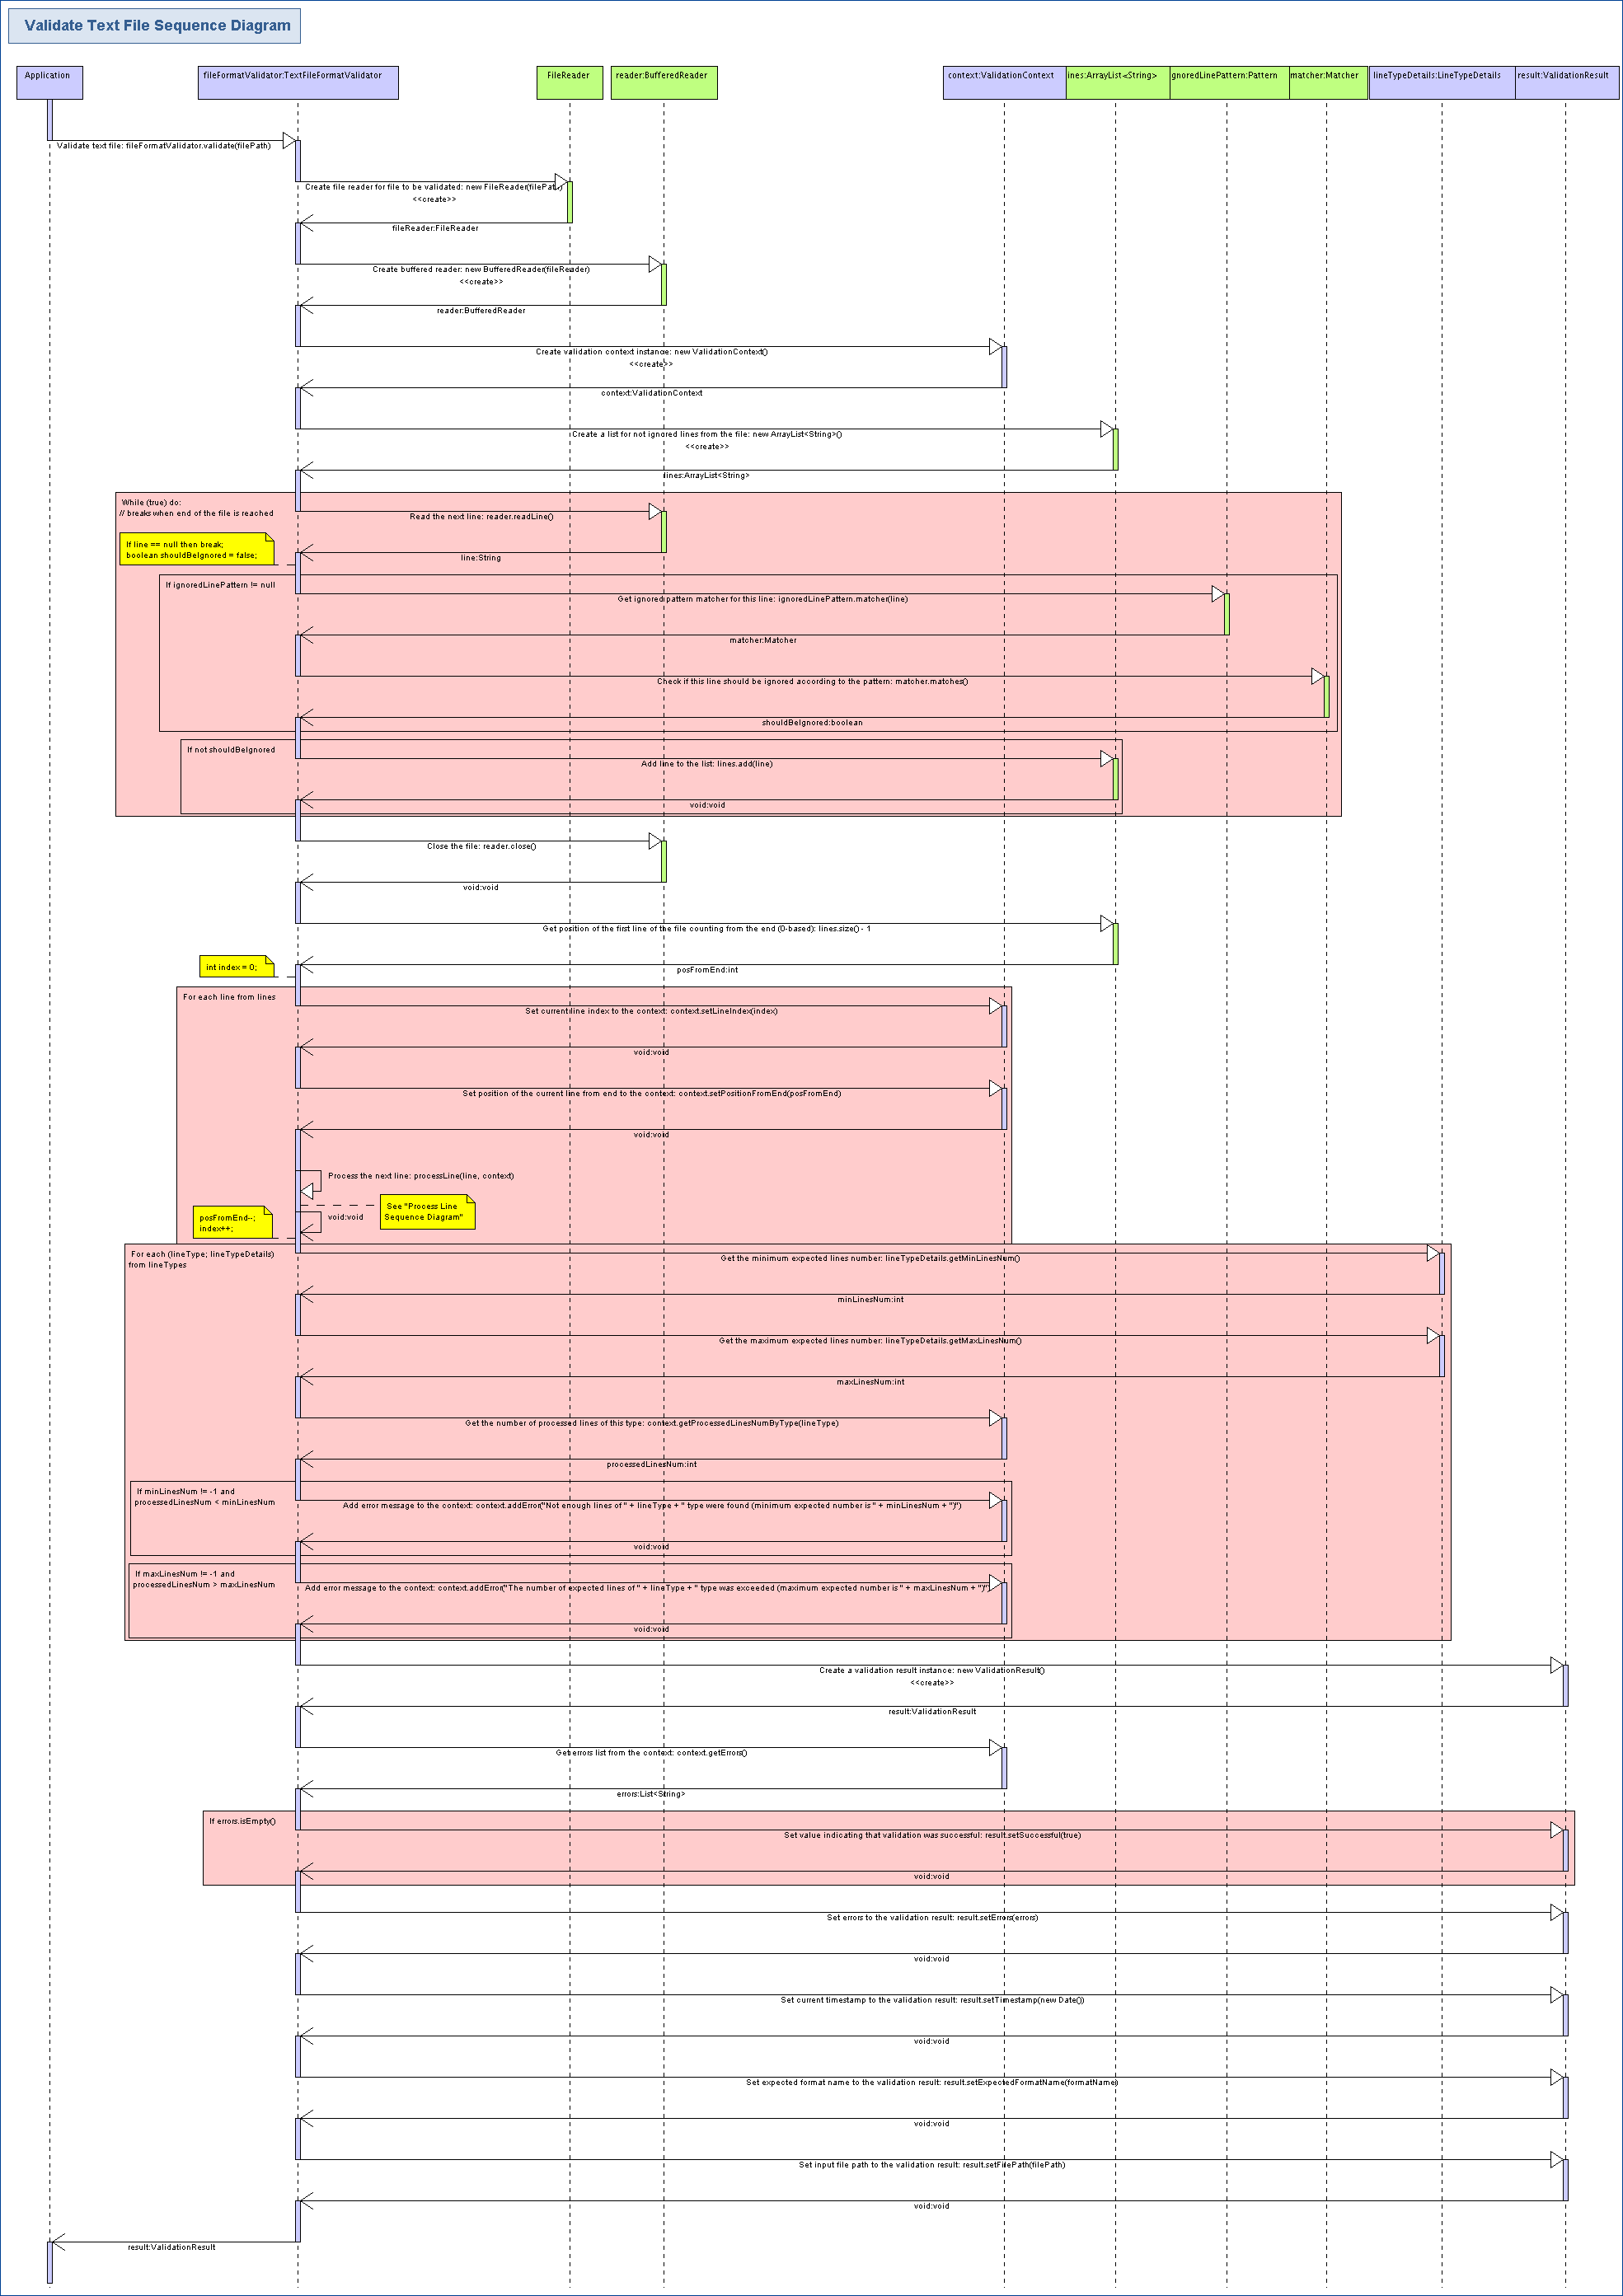 Validate Text File Sequence Diagram
Application
fileFormatValidator:TextFileFormatValidator
FileReader
reader:BufferedReader
context:ValidationContext
ines:ArrayList<String>
gnoredLinePattern:Pattern
matcher:Matcher
lineTypeDetails:LineTypeDetails
result:ValidationResult
Validate text file: fileFormatValidator.validate(filePath)
Create file reader for file to be validated: new FileReader(filePath)
<<create>>
fileReader:FileReader
Create buffered reader: new BufferedReader(fileReader)
<<create>>
reader:BufferedReader
Create validation context instance: new ValidationContext()
<<create>>
context:ValidationContext
Create a list for not ignored lines from the file: new ArrayList<String>()
<<create>>
lines:ArrayList<String>
While (true) do:
// breaks when end of the file is reached
Read the next line: reader.readLine()
If line == null then break;
boolean shouldBeIgnored = false;
line:String
If ignoredLinePattern != null
Get ignored pattern matcher for this line: ignoredLinePattern.matcher(line)
matcher:Matcher
Check if this line should be ignored according to the pattern: matcher.matches()
shouldBeIgnored:boolean
If not shouldBeIgnored
Add line to the list: lines.add(line)
void:void
Close the file: reader.close()
void:void
Get position of the first line of the file counting from the end (0-based): lines.size() - 1
int index = 0;
posFromEnd:int
For each line from lines
Set current line index to the context: context.setLineIndex(index)
void:void
Set position of the current line from end to the context: context.setPositionFromEnd(posFromEnd)
void:void
Process the next line: processLine(line, context)
See "Process Line
Sequence Diagram"
void:void
posFromEnd--;
index++;
For each (lineType; lineTypeDetails)
from lineTypes
Get the minimum expected lines number: lineTypeDetails.getMinLinesNum()
minLinesNum:int
Get the maximum expected lines number: lineTypeDetails.getMaxLinesNum()
maxLinesNum:int
Get the number of processed lines of this type: context.getProcessedLinesNumByType(lineType)
processedLinesNum:int
If minLinesNum != -1 and
processedLinesNum < minLinesNum
Add error message to the context: context.addError("Not enough lines of " + lineType + " type were found (minimum expected number is " + minLinesNum + ")")
void:void
If maxLinesNum != -1 and
processedLinesNum > maxLinesNum
Add error message to the context: context.addError("The number of expected lines of " + lineType + " type was exceeded (maximum expected number is " + maxLinesNum + ")")
void:void
Create a validation result instance: new ValidationResult()
<<create>>
result:ValidationResult
Get errors list from the context: context.getErrors()
errors:List<String>
If errors.isEmpty()
Set value indicating that validation was successful: result.setSuccessful(true)
void:void
Set errors to the validation result: result.setErrors(errors)
void:void
Set current timestamp to the validation result: result.setTimestamp(new Date())
void:void
Set expected format name to the validation result: result.setExpectedFormatName(formatName)
void:void
Set input file path to the validation result: result.setFilePath(filePath)
void:void
result:ValidationResult